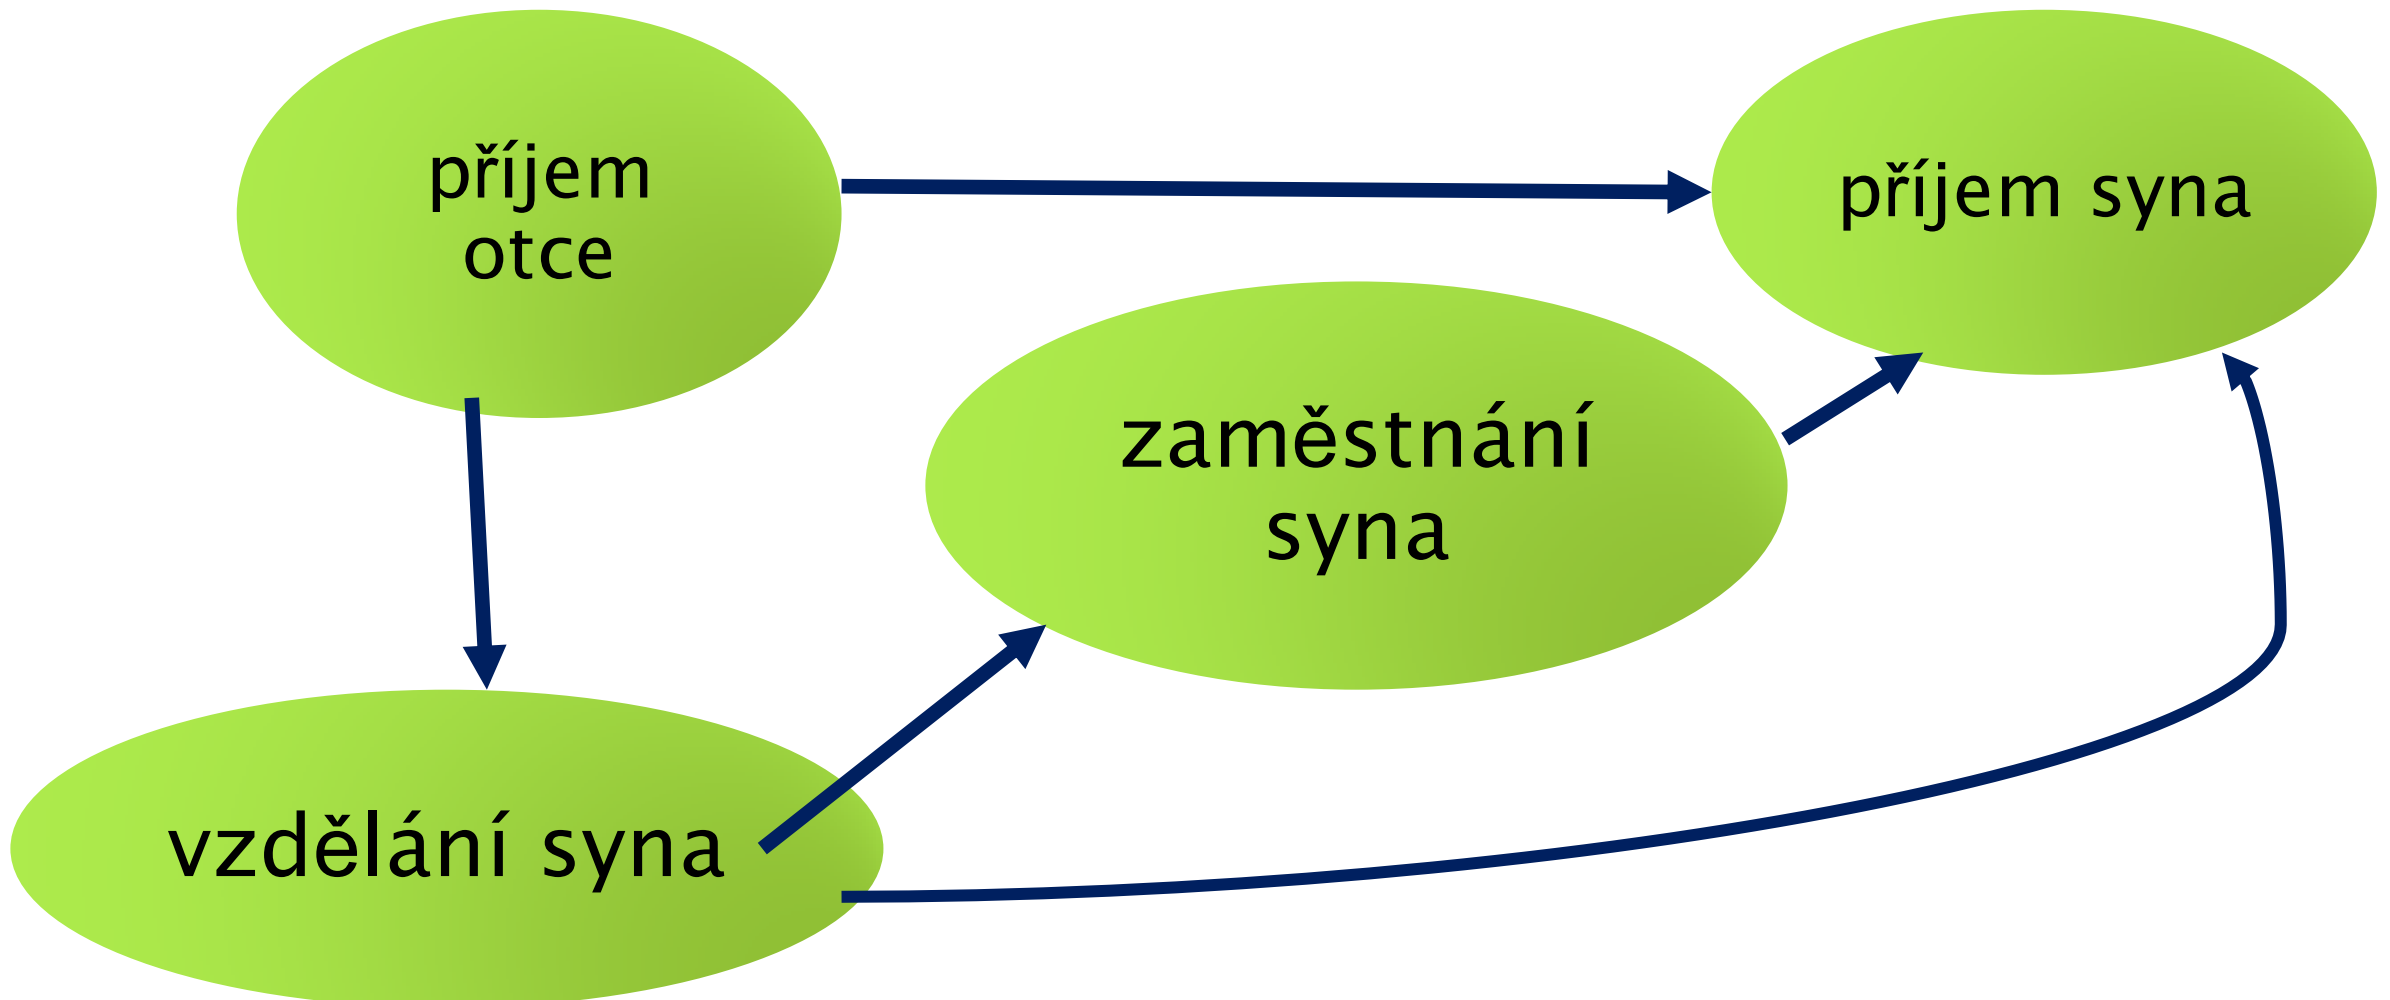 příjem
otce
příjem syna
zaměstnání
syna
vzdělání syna